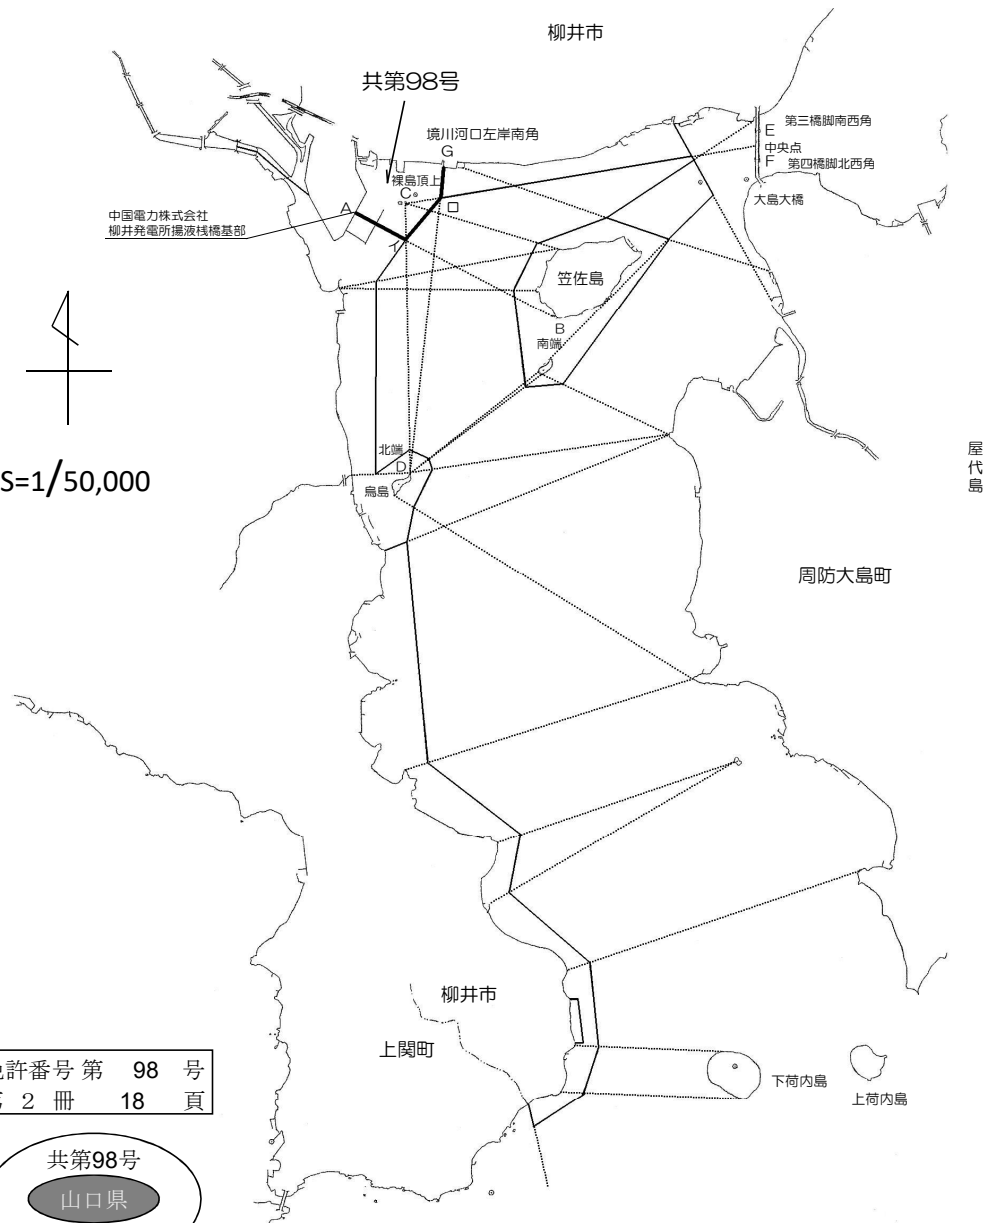 柳井市
共第98号
境川河口左岸南角
G
第三橋脚南西角
E
中央点
F
第四橋脚北西角
大島大橋
裸島頂上
C
ロ
A
イ
中国電力株式会社
柳井発電所揚液桟橋基部
笠佐島
B
南端
北端
D
烏島
S=1/50,000
屋代島
周防大島町
柳井市
上関町
下荷内島
上荷内島
許番号 第 98 号
2 冊 18 頁
共第98号
山口県